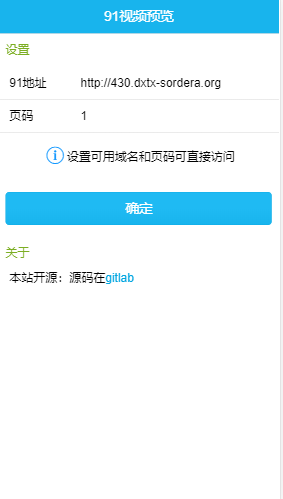 91视频预览
设置
91地址 http://430.dxtx-sordera.org
页码 1
设置可用域名和页码可直接访问
确定
关于
本站开源：源码在gitlab